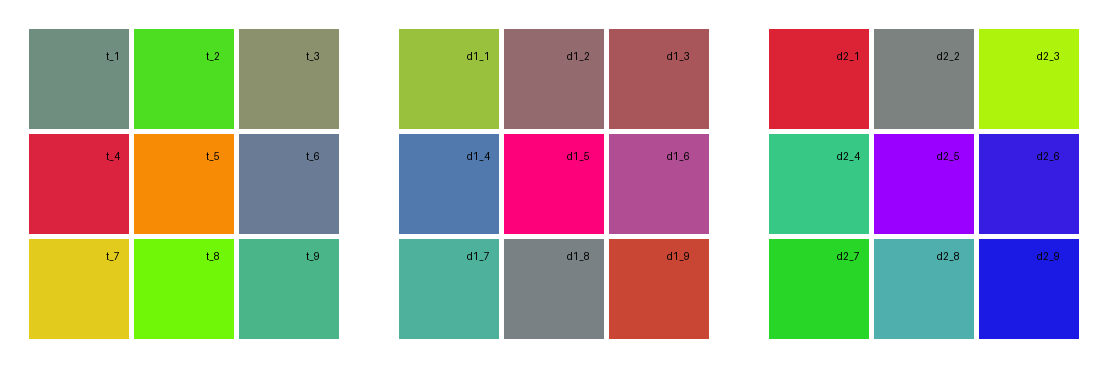 t_1 t_2 t_3 d1_1 d1_2 d1_3 d2_1 d2_2 d2_3
t_4 t_5 t_6 d1_4 d1_5 d1_6 d2_4 d2_5 d2_6
t_7 t_8 t_9 d1_7 d1_8 d1_9 d2_7 d2_8 d2_9